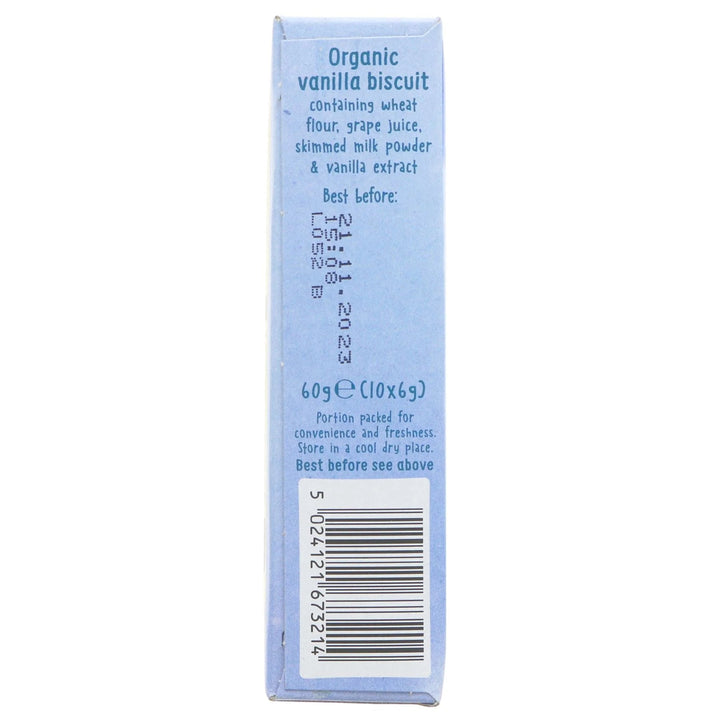 Organic
vanilla biscuit
containing wheat
flour, grape juice,
skimmed milk powder
& vanilla extract
Best before:
21.11.2023
15:08
L052 B
60g℮(10x6g)
Portion packed for
convenience and freshness.
Store in a cool dry place.
Best before see above
5 024121 673214